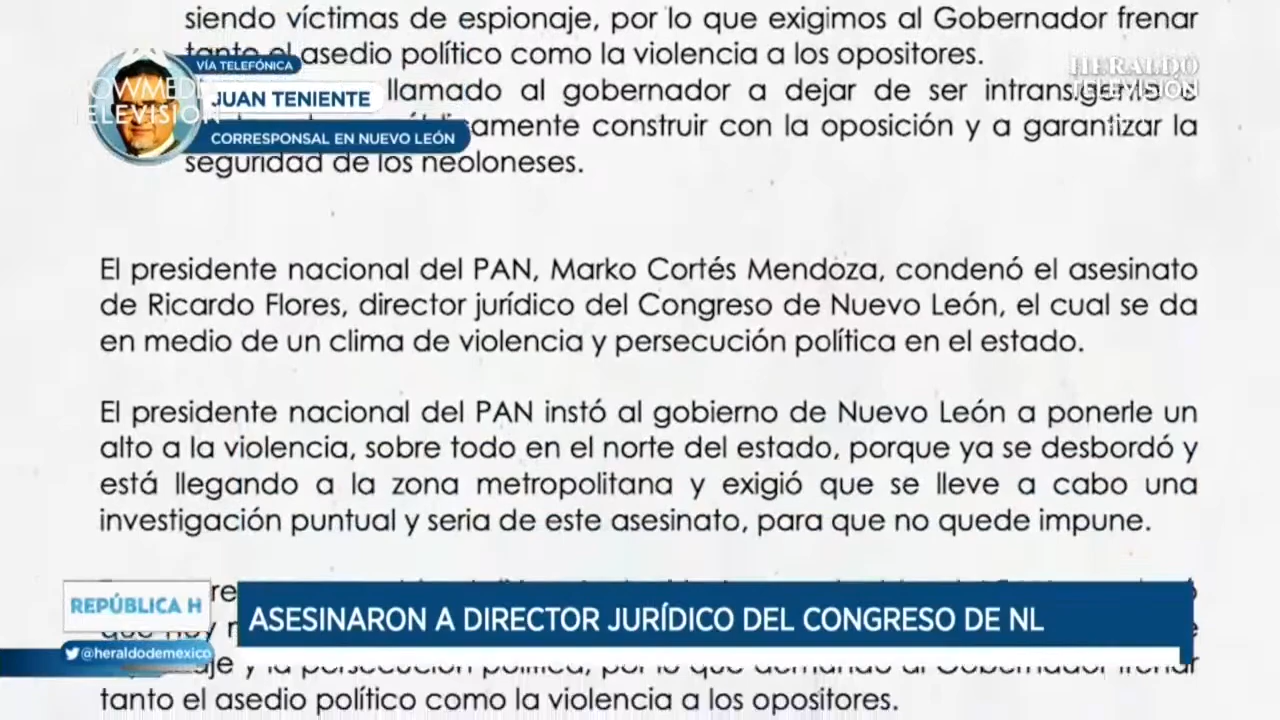 siendo víctimas de espionaje, por lo que exigimos al Gobernador frenar
tanto el asedio político como la violencia a los opositores.
VÍA TELEFÓNICA
HERALDO
TELEVISIÓN
TELEVISIÓN
JUAN TENIENTE
llamado al gobernador a dejar de ser
CORRESPONSAL EN NUEVO LEÓN
construir con la oposición y a garantizar la
seguridad de los neoloneses.
El presidente nacional del PAN, Marko Cortés Mendoza, condenó el asesinato
de Ricardo Flores, director jurídico del Congreso de Nuevo León, el cual se da
en medio de un clima de violencia y persecución política en el estado.
El presidente nacional del PAN instó al gobierno de Nuevo León a ponerle un
alto a la violencia, sobre todo en el norte del estado, porque ya se desbordó y
está llegando a la zona metropolitana y exigió que se lleve a cabo una
investigación puntual y seria de este asesinato, para que no quede impune.
REPÚBLICA H
ASESINARON A DIRECTOR JURÍDICO DEL CONGRESO DE NL
@heraldodemexico
y la persecución política, por lo que demandó al Gobernador frenar
tanto el asedio político como la violencia a los opositores.